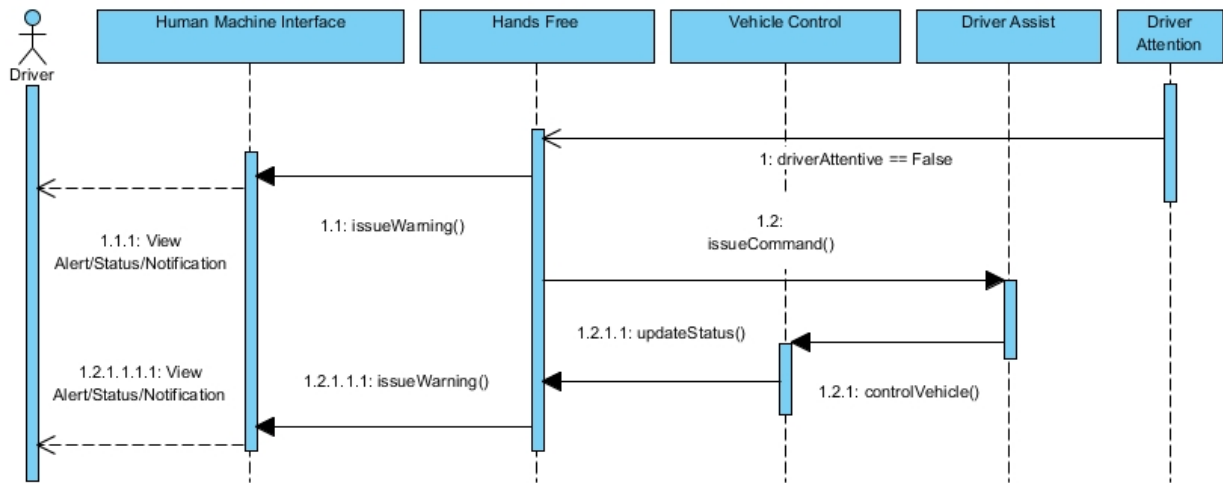 Human Machine Interface
Hands Free
Vehicle Control
Driver Assist
Driver
Attention
Driver
1: driverAttentive == False
1.1: issueWarning()
1.2:
issueCommand()
1.1.1: View
Alert/Status/Notification
1.2.1.1: updateStatus()
1.2.1.1.1.1: View
Alert/Status/Notification
1.2.1.1.1: issueWarning()
1.2.1: controlVehicle()